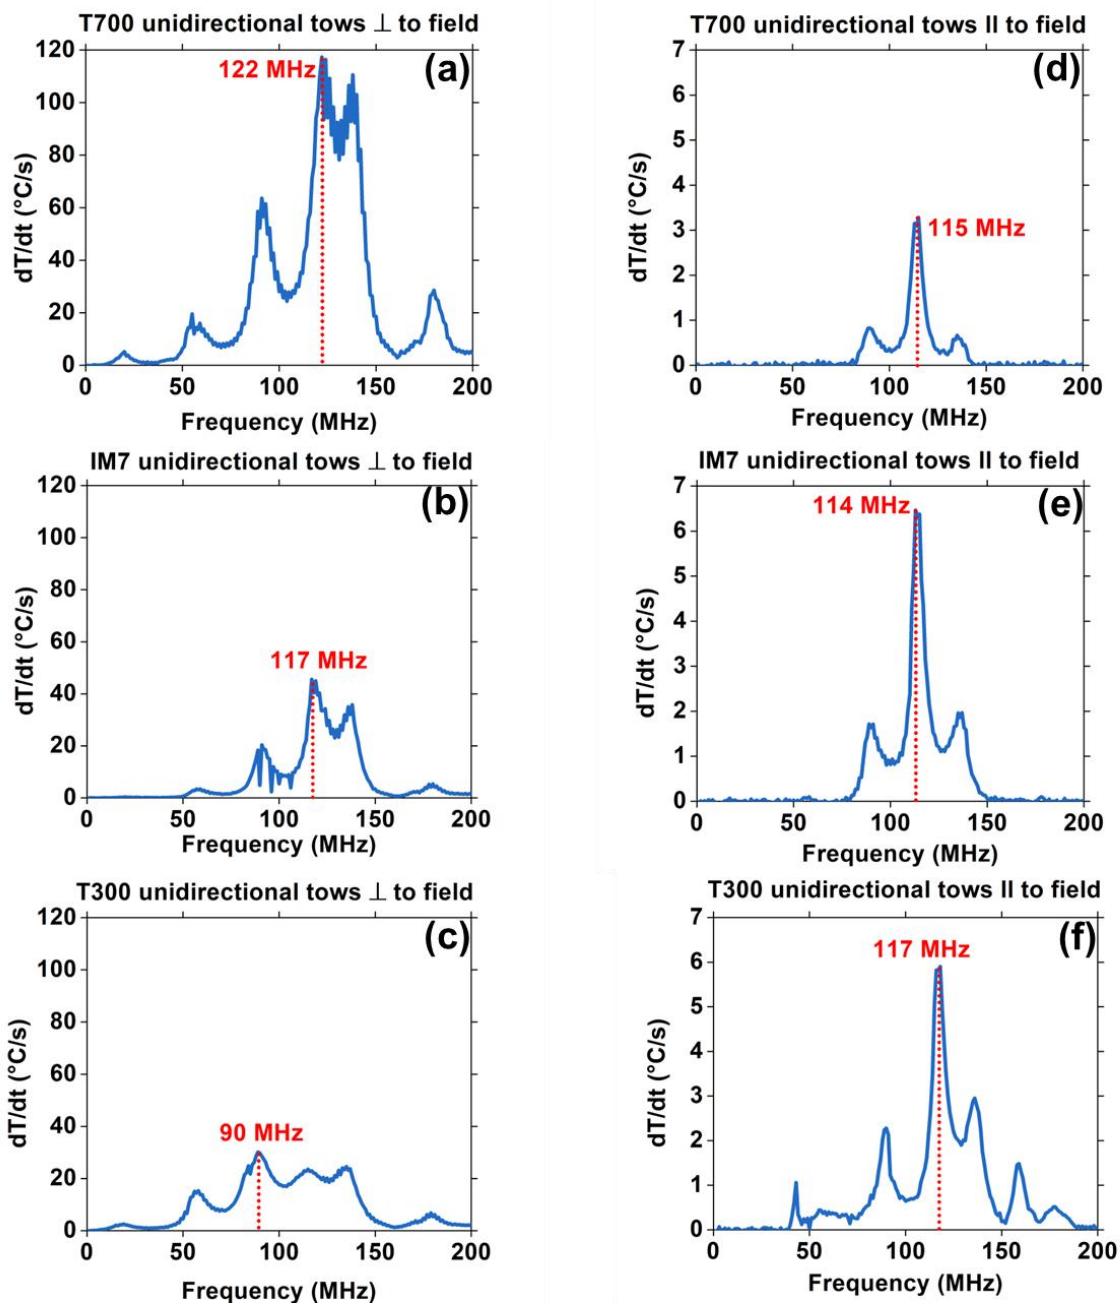 T700 unidirectional tows ⊥ to field
(a)
122 MHz
120
100
80
60
40
20
0
dT/dt (°C/s)
0 50 100 150 200
Frequency (MHz)
T700 unidirectional tows II to field
(d)
115 MHz
7
6
5
4
3
2
1
0
dT/dt (°C/s)
0 50 100 150 200
Frequency (MHz)
IM7 unidirectional tows ⊥ to field
(b)
117 MHz
120
100
80
60
40
20
0
dT/dt (°C/s)
0 50 100 150 200
Frequency (MHz)
IM7 unidirectional tows II to field
(e)
114 MHz
7
6
5
4
3
2
1
0
dT/dt (°C/s)
0 50 100 150 200
Frequency (MHz)
T300 unidirectional tows ⊥ to field
(c)
90 MHz
120
100
80
60
40
20
0
dT/dt (°C/s)
0 50 100 150 200
Frequency (MHz)
T300 unidirectional tows II to field
(f)
117 MHz
7
6
5
4
3
2
1
0
dT/dt (°C/s)
0 50 100 150 200
Frequency (MHz)